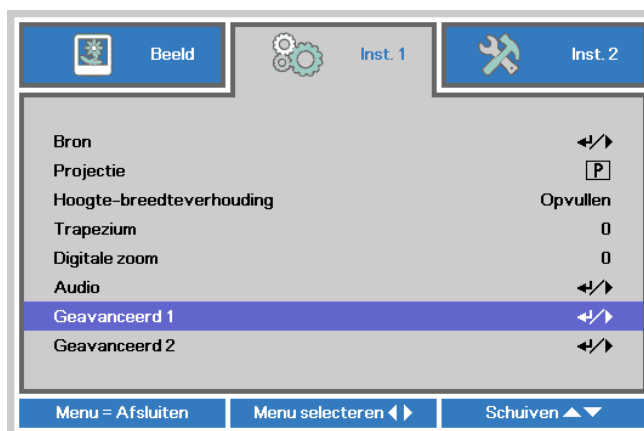 Beeld
Inst. 1
Inst. 2
Bron
Projectie P
Hoogte-breedteverhouding Opvullen
Trapezium 0
Digitale zoom 0
Audio
Geavanceerd 1
Geavanceerd 2
Menu = Afsluiten
Menu selecteren
Schuiven